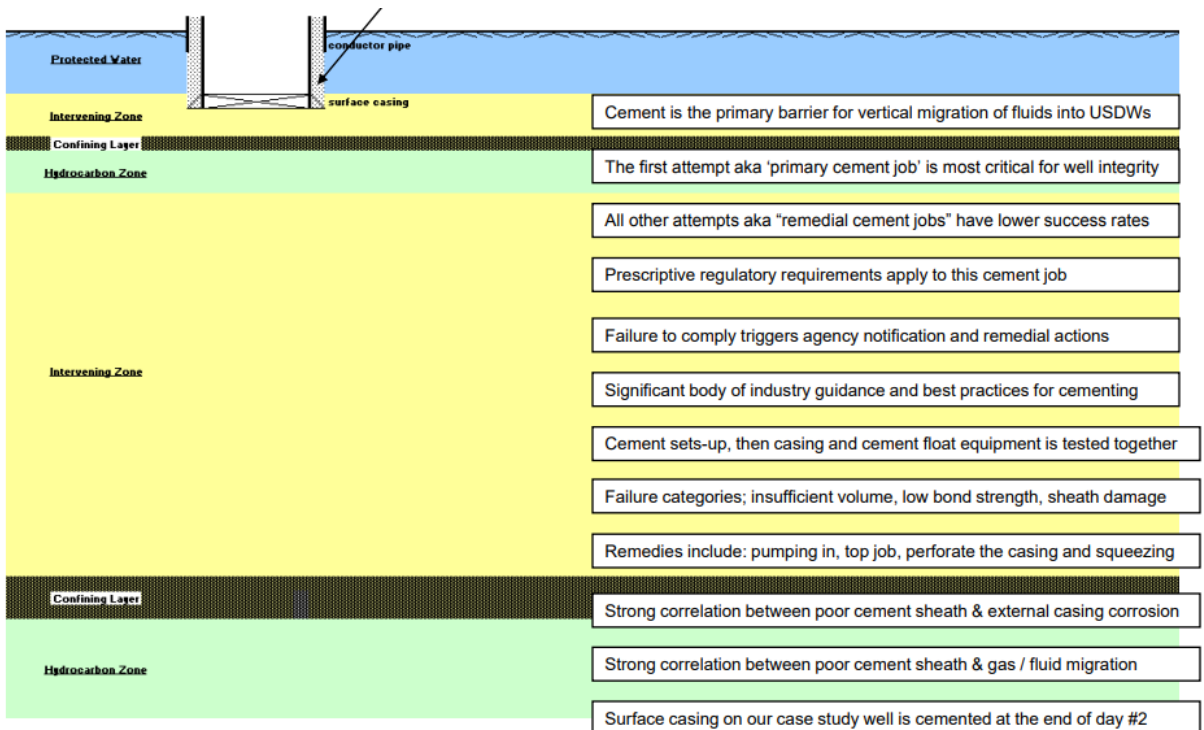 conductor pipe
Protected Water
surface casing
Cement is the primary barrier for vertical migration of fluids into USDWs
Intervening Zone
Confining Layer
The first attempt aka ‘primary cement job’ is most critical for well integrity
Hydrocarbon Zone
All other attempts aka “remedial cement jobs” have lower success rates
Prescriptive regulatory requirements apply to this cement job
Failure to comply triggers agency notification and remedial actions
Intervening Zone
Significant body of industry guidance and best practices for cementing
Cement sets-up, then casing and cement float equipment is tested together
Failure categories; insufficient volume, low bond strength, sheath damage
Remedies include: pumping in, top job, perforate the casing and squeezing
Confining Layer
Strong correlation between poor cement sheath & external casing corrosion
Hydrocarbon Zone
Strong correlation between poor cement sheath & gas / fluid migration
Surface casing on our case study well is cemented at the end of day #2